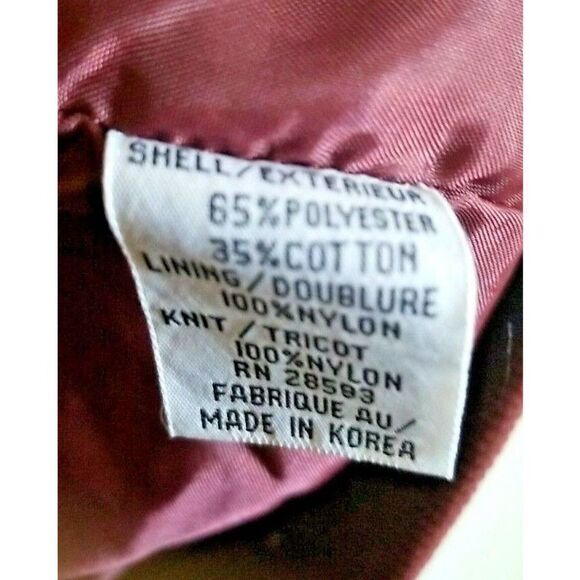 SHELL/EXTERIEUR
65%POLYESTER
35%COTTON
LINING/DOUBLURE
100%NYLON
KNIT/TRICOT
100%NYLON
RN 28593
FABRIQUE AU/
MADE IN KOREA